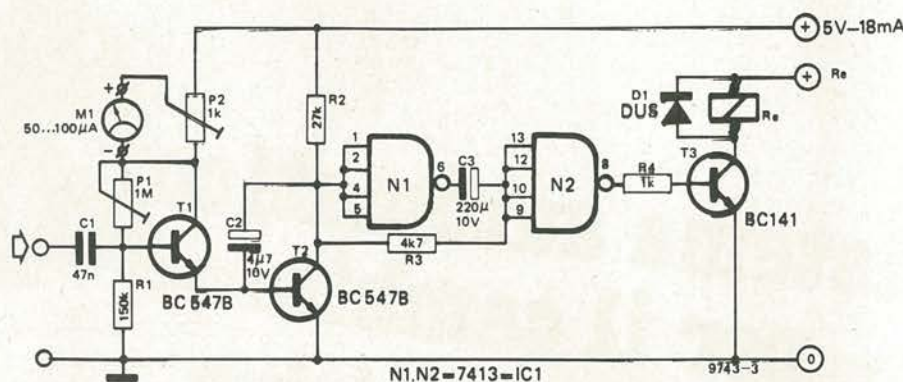 5V-18mA
+
Re
D1
DUS
Re
P2
1k
+
M1
50...100µA
-
R2
27k
1
2
4
5
N1
6
C3
220µ
10V
13
12
10
9
N2
8
R4
1k
T3
BC141
P1
1M
T1
C1
47n
BC547B
R1
150k
C2
4µ7
10V
T2
BC547B
4k7
R3
0
9743-3
N1,N2=7413=IC1